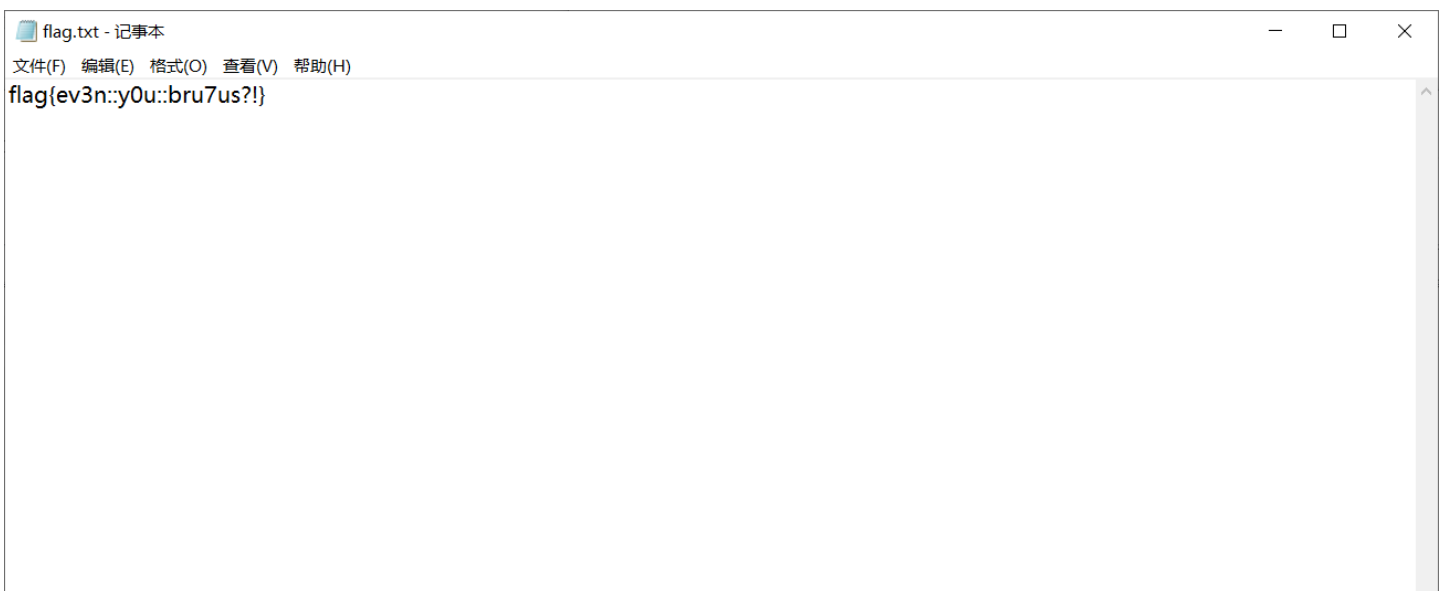 flag.txt - 记事本
文件(F) 编辑(E) 格式(O) 查看(V) 帮助(H)
flag{ev3n::y0u::bru7us?!}